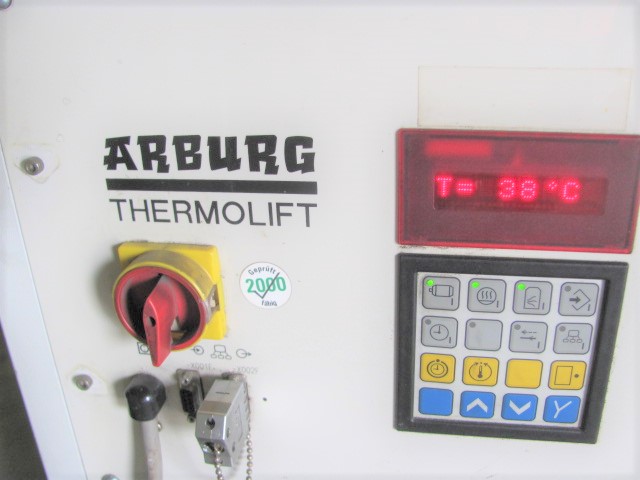 ARBURG
THERMOLIFT
T= 38°C
Geprüft
2000
I
I
I
I
I
I
I
I
Y